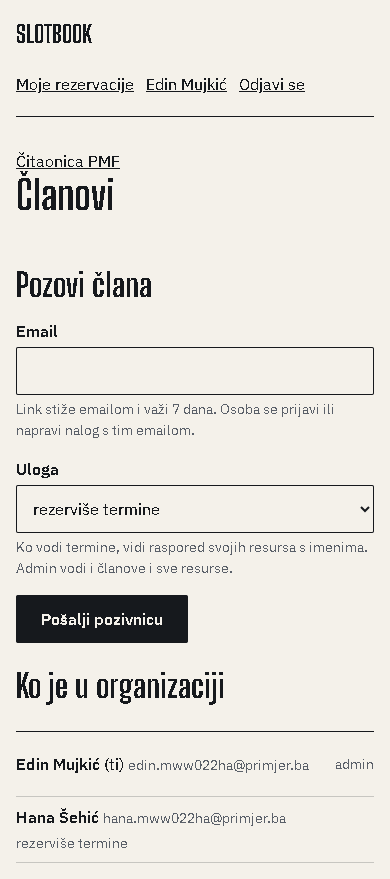 SLOTBOOK
Moje rezervacije Edin Mujkić Odjavi se
Čitaonica PMF
Članovi
Pozovi člana
Email
Link stiže emailom i važi 7 dana. Osoba se prijavi ili
napravi nalog s tim emailom.
Uloga
rezerviše termine
Ko vodi termine, vidi raspored svojih resursa s imenima.
Admin vodi i članove i sve resurse.
Pošalji pozivnicu
Ko je u organizaciji
Edin Mujkić (ti) edin.mww022ha@primjer.ba admin
Hana Šehić hana.mww022ha@primjer.ba
rezerviše termine